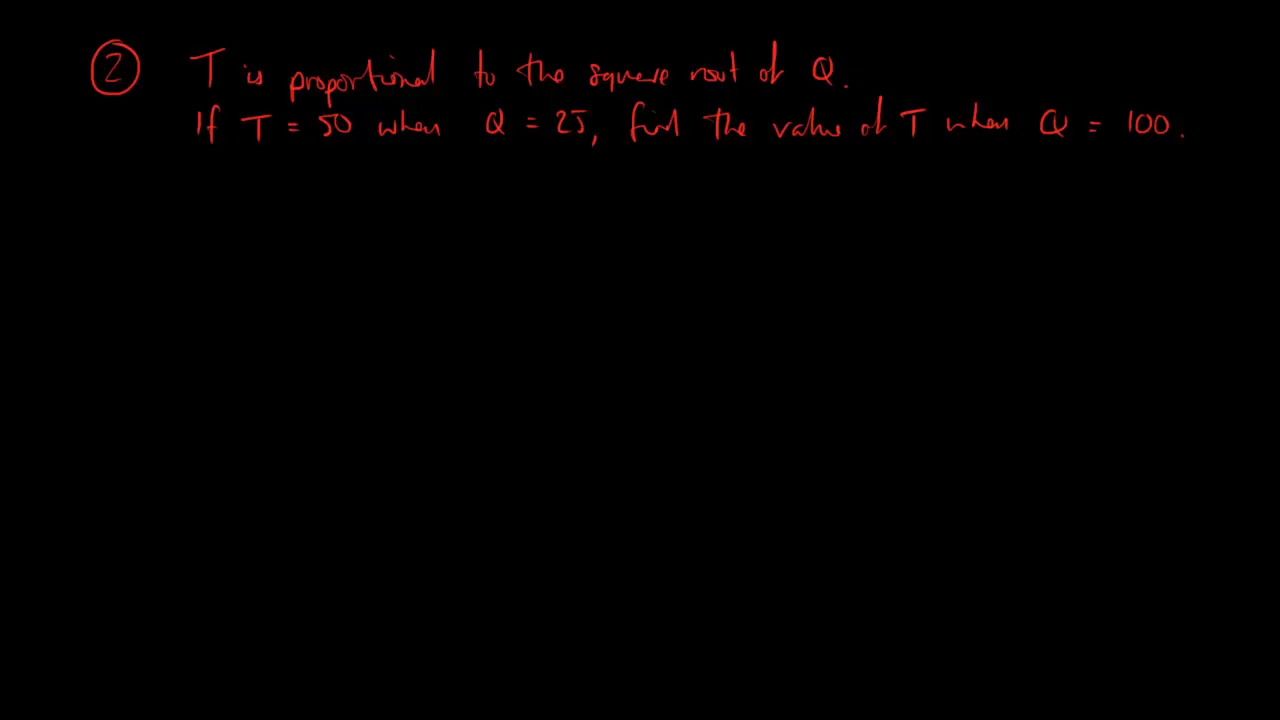 ② T is proportional to the square root of Q.
If T = 50 when Q = 25, find the value of T when Q = 100.